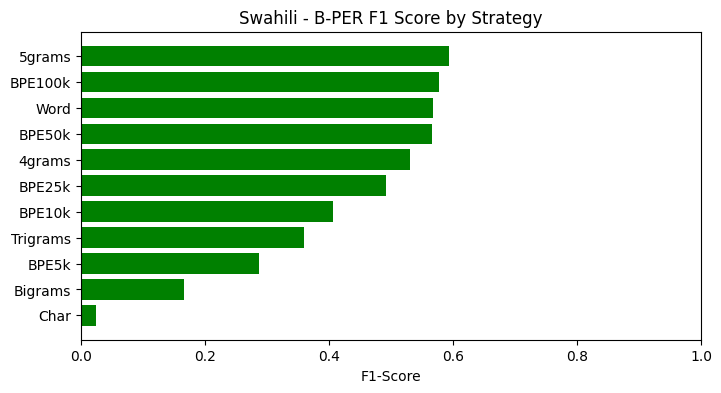 Swahili - B-PER F1 Score by Strategy
5grams
BPE100k
Word
BPE50k
4grams
BPE25k
BPE10k
Trigrams
BPE5k
Bigrams
Char
0.0 0.2 0.4 0.6 0.8 1.0
F1-Score